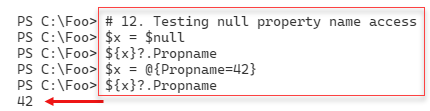 PS C:\Foo> # 12. Testing null property name access
PS C:\Foo> $x = $null
PS C:\Foo> ${x}?.Propname
PS C:\Foo> $x = @{Propname=42}
PS C:\Foo> ${x}?.Propname
42